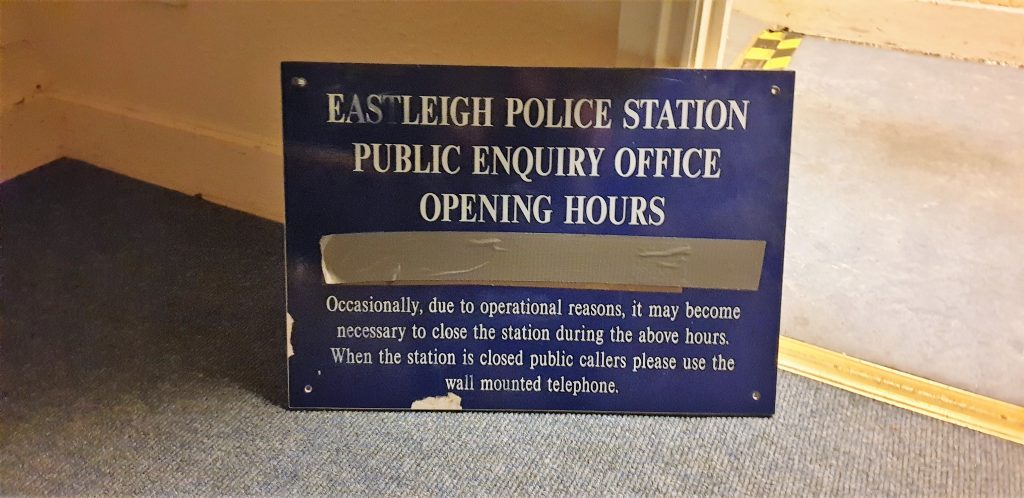 EASTLEIGH POLICE STATION
PUBLIC ENQUIRY OFFICE
OPENING HOURS
Occasionally, due to operational reasons, it may become
necessary to close the station during the above hours.
When the station is closed public callers please use the
wall mounted telephone.